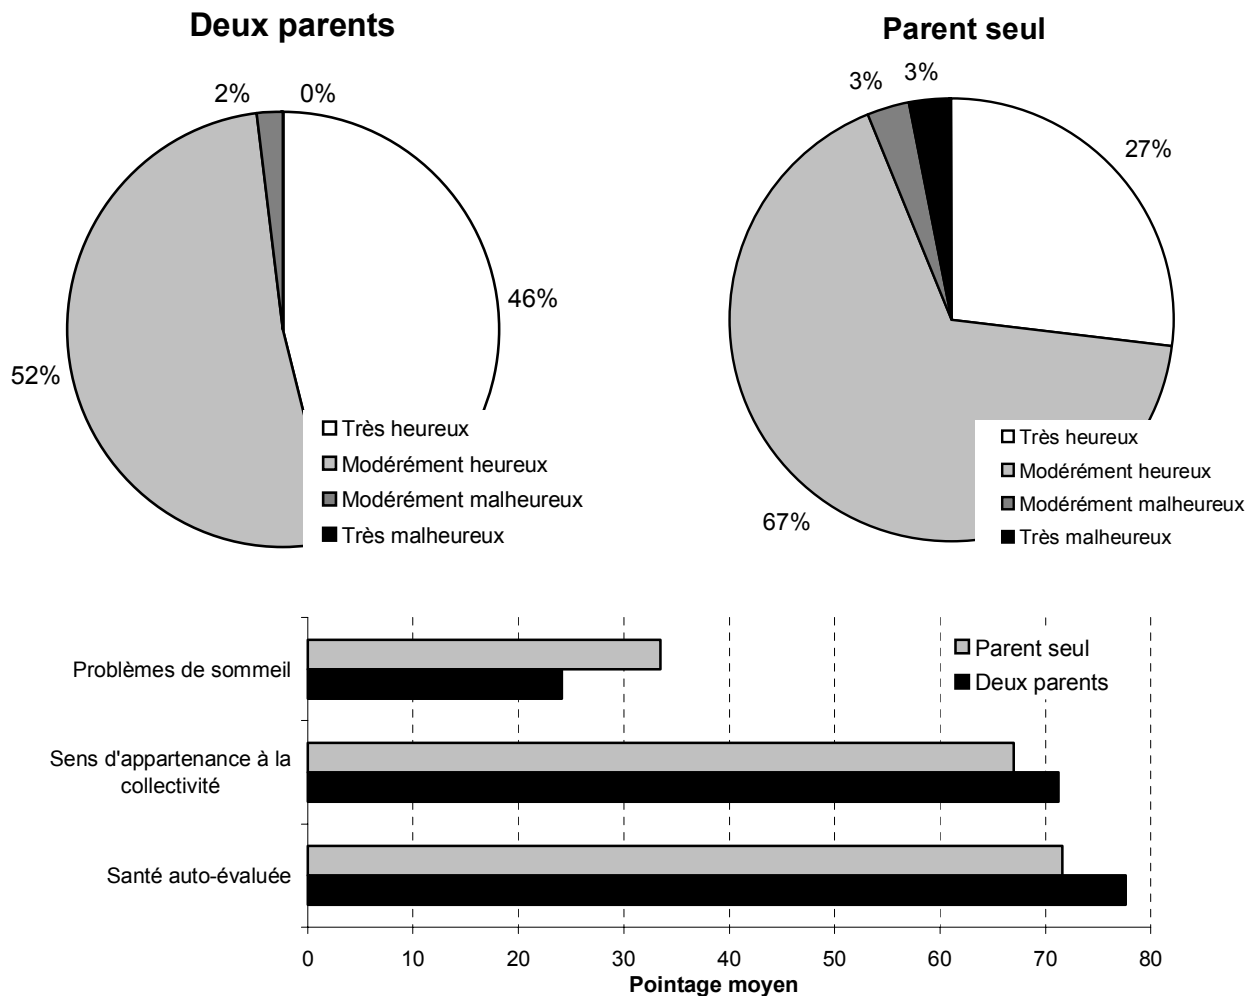 Deux parents
2%
0%
46%
52%
Très heureux
Modérément heureux
Modérément malheureux
Très malheureux
Parent seul
3%
3%
27%
67%
Très heureux
Modérément heureux
Modérément malheureux
Très malheureux
Problèmes de sommeil
Sens d'appartenance à la
collectivité
Santé auto-évaluée
Parent seul
Deux parents
0 10 20 30 40 50 60 70 80
Pointage moyen